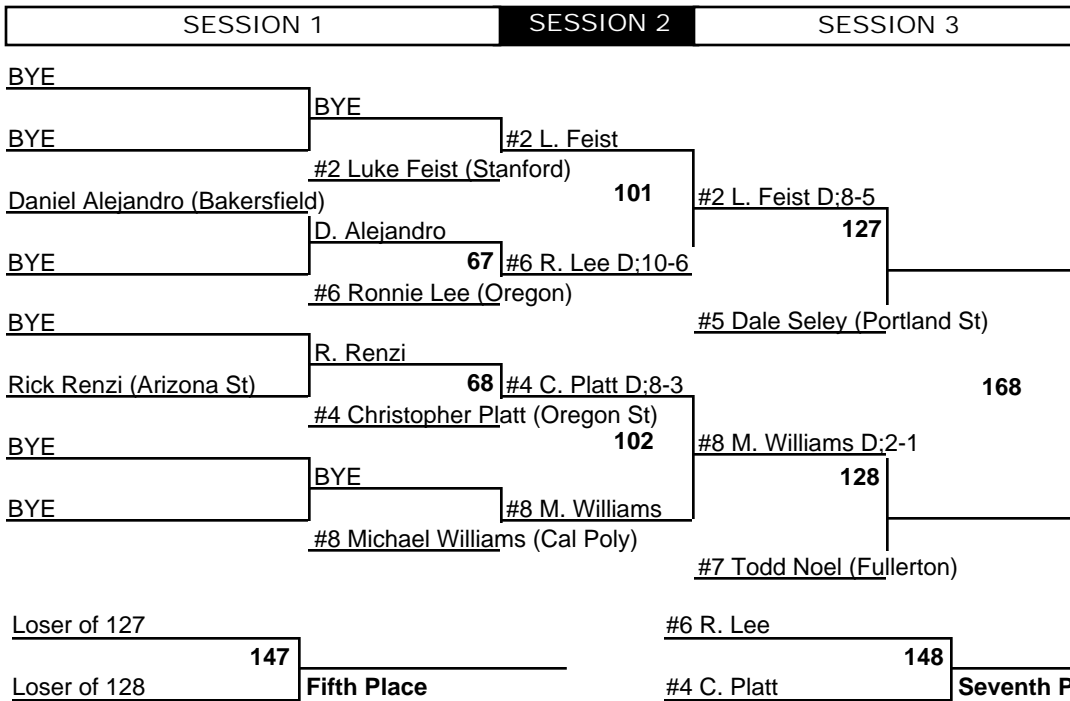 SESSION 1 SESSION 2 SESSION 3
BYE
BYE
BYE #2 L. Feist
#2 Luke Feist (Stanford)
101
Daniel Alejandro (Bakersfield) #2 L. Feist D;8-5
127
D. Alejandro
BYE 67 #6 R. Lee D;10-6
#6 Ronnie Lee (Oregon)
BYE #5 Dale Seley (Portland St)
R. Renzi
Rick Renzi (Arizona St) 68 #4 C. Platt D;8-3 168
#4 Christopher Platt (Oregon St)
102
BYE #8 M. Williams D;2-1
BYE 128
BYE #8 M. Williams
#8 Michael Williams (Cal Poly)
#7 Todd Noel (Fullerton)
Loser of 127 #6 R. Lee
147 148
Loser of 128 Fifth Place #4 C. Platt Seventh P